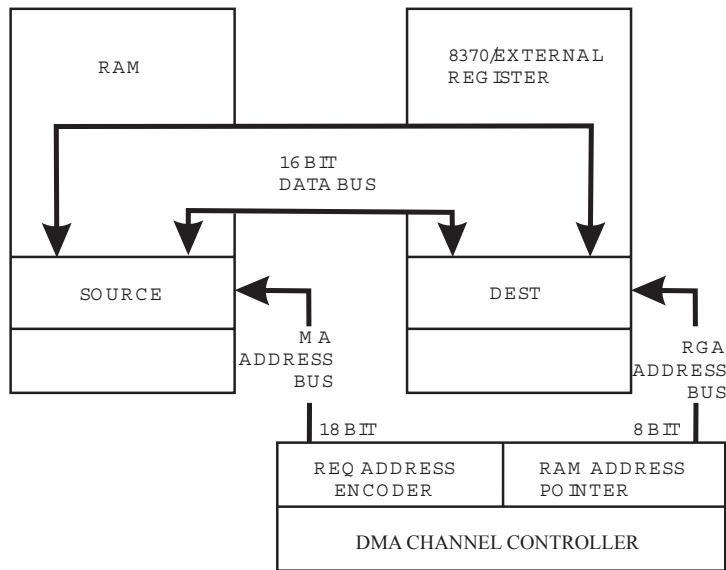 RAM
8370/EXTERNAL
REGISTER
16 BIT
DATA BUS
SOURCE
DEST
MA
ADDRESS
BUS
RGA
ADDRESS
BUS
18 BIT
8 BIT
REQ ADDRESS
ENCODER
RAM ADDRESS
POINTER
DMA CHANNEL CONTROLLER